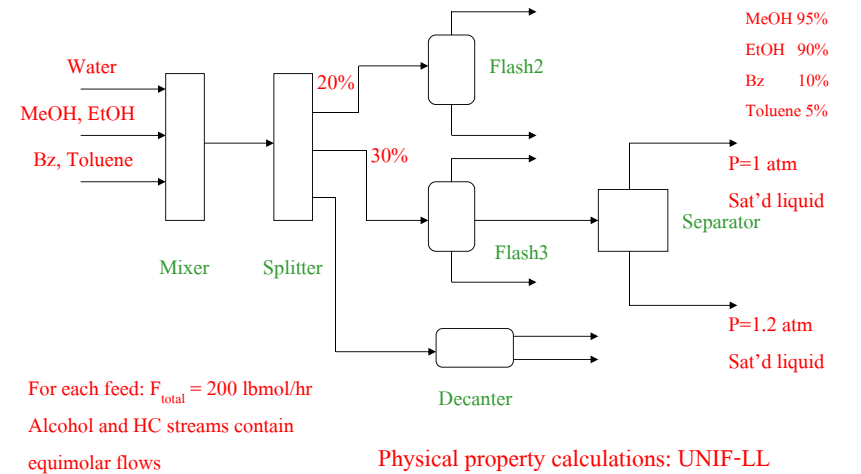 MeOH 95%
EtOH 90%
Bz 10%
Toluene 5%
Water
MeOH, EtOH
Bz, Toluene
20%
30%
Flash2
P=1 atm
Sat'd liquid
Separator
Flash3
Mixer
Splitter
P=1.2 atm
Sat'd liquid
Decanter
For each feed: Ftotal = 200 lbmol/hr
Alcohol and HC streams contain
equimolar flows
Physical property calculations: UNIF-LL